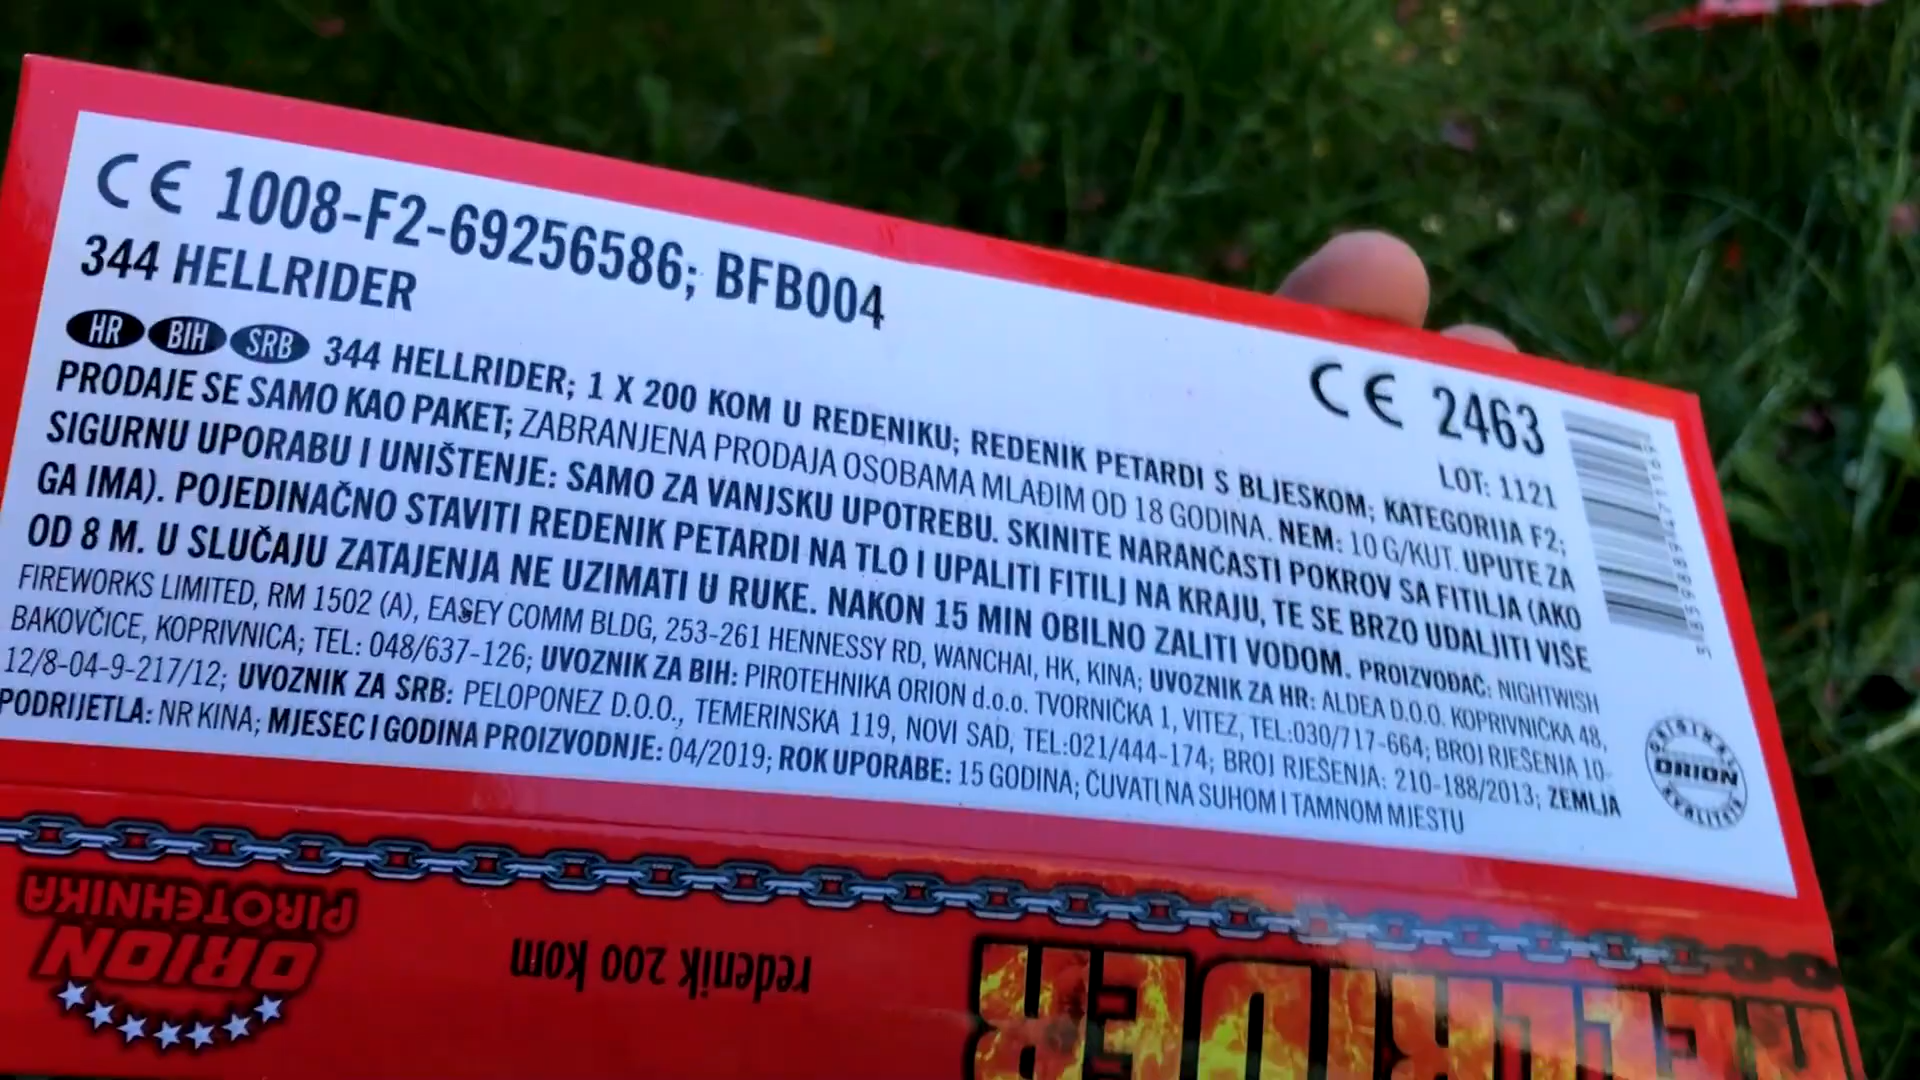 CE 1008-F2-69256586; BFB004
344 HELLRIDER
CE 2463
LOT: 1121
HR BIH SRB 344 HELLRIDER; 1 X 200 KOM U REDENIKU; REDENIK PETARDI S BLJESKOM; KATEGORIJA F2;
PRODAJE SE SAMO KAO PAKET; ZABRANJENA PRODAJA OSOBAMA MLAĐIM OD 18 GODINA. NEM: 10 G/KUT. UPUTE ZA
SIGURNU UPORABU I UNIŠTENJE: SAMO ZA VANJSKU UPOTREBU. SKINITE NARANČASTI POKROV SA FITILJA (AKO
GA IMA). POJEDINAČNO STAVITI REDENIK PETARDI NA TLO I UPALITI FITILJ NA KRAJU, TE SE BRZO UDALJITI VIŠE
OD 8 M. U SLUČAJU ZATAJENJA NE UZIMATI U RUKE. NAKON 15 MIN OBILNO ZALITI VODOM. PROIZVOĐAČ: NIGHTWISH
FIREWORKS LIMITED, RM 1502 (A), EASEY COMM BLDG, 253-261 HENNESSY RD, WANCHAI, HK, KINA; UVOZNIK ZA HR: ALDEA D.O.O. KOPRIVNIČKA 48,
BAKOVČICE, KOPRIVNICA; TEL: 048/637-126; UVOZNIK ZA BIH: PIROTEHNIKA ORION d.o.o. TVORNIČKA 1, VITEZ, TEL:030/717-664; BROJ RJEŠENJA 10-
12/8-04-9-217/12; UVOZNIK ZA SRB: PELOPONEZ D.O.O., TEMERINSKA 119, NOVI SAD, TEL:021/444-174; BROJ RJEŠENJA: 210-188/2013; ZEMLJA
PODRIJETLA: NR KINA; MJESEC I GODINA PROIZVODNJE: 04/2019; ROK UPORABE: 15 GODINA; ČUVATI NA SUHOM I TAMNOM MJESTU
ORIGINAL
ORION
KVALITETA
PIROTEHNIKA
ORION
redenik 200 kom
HELLRIDER